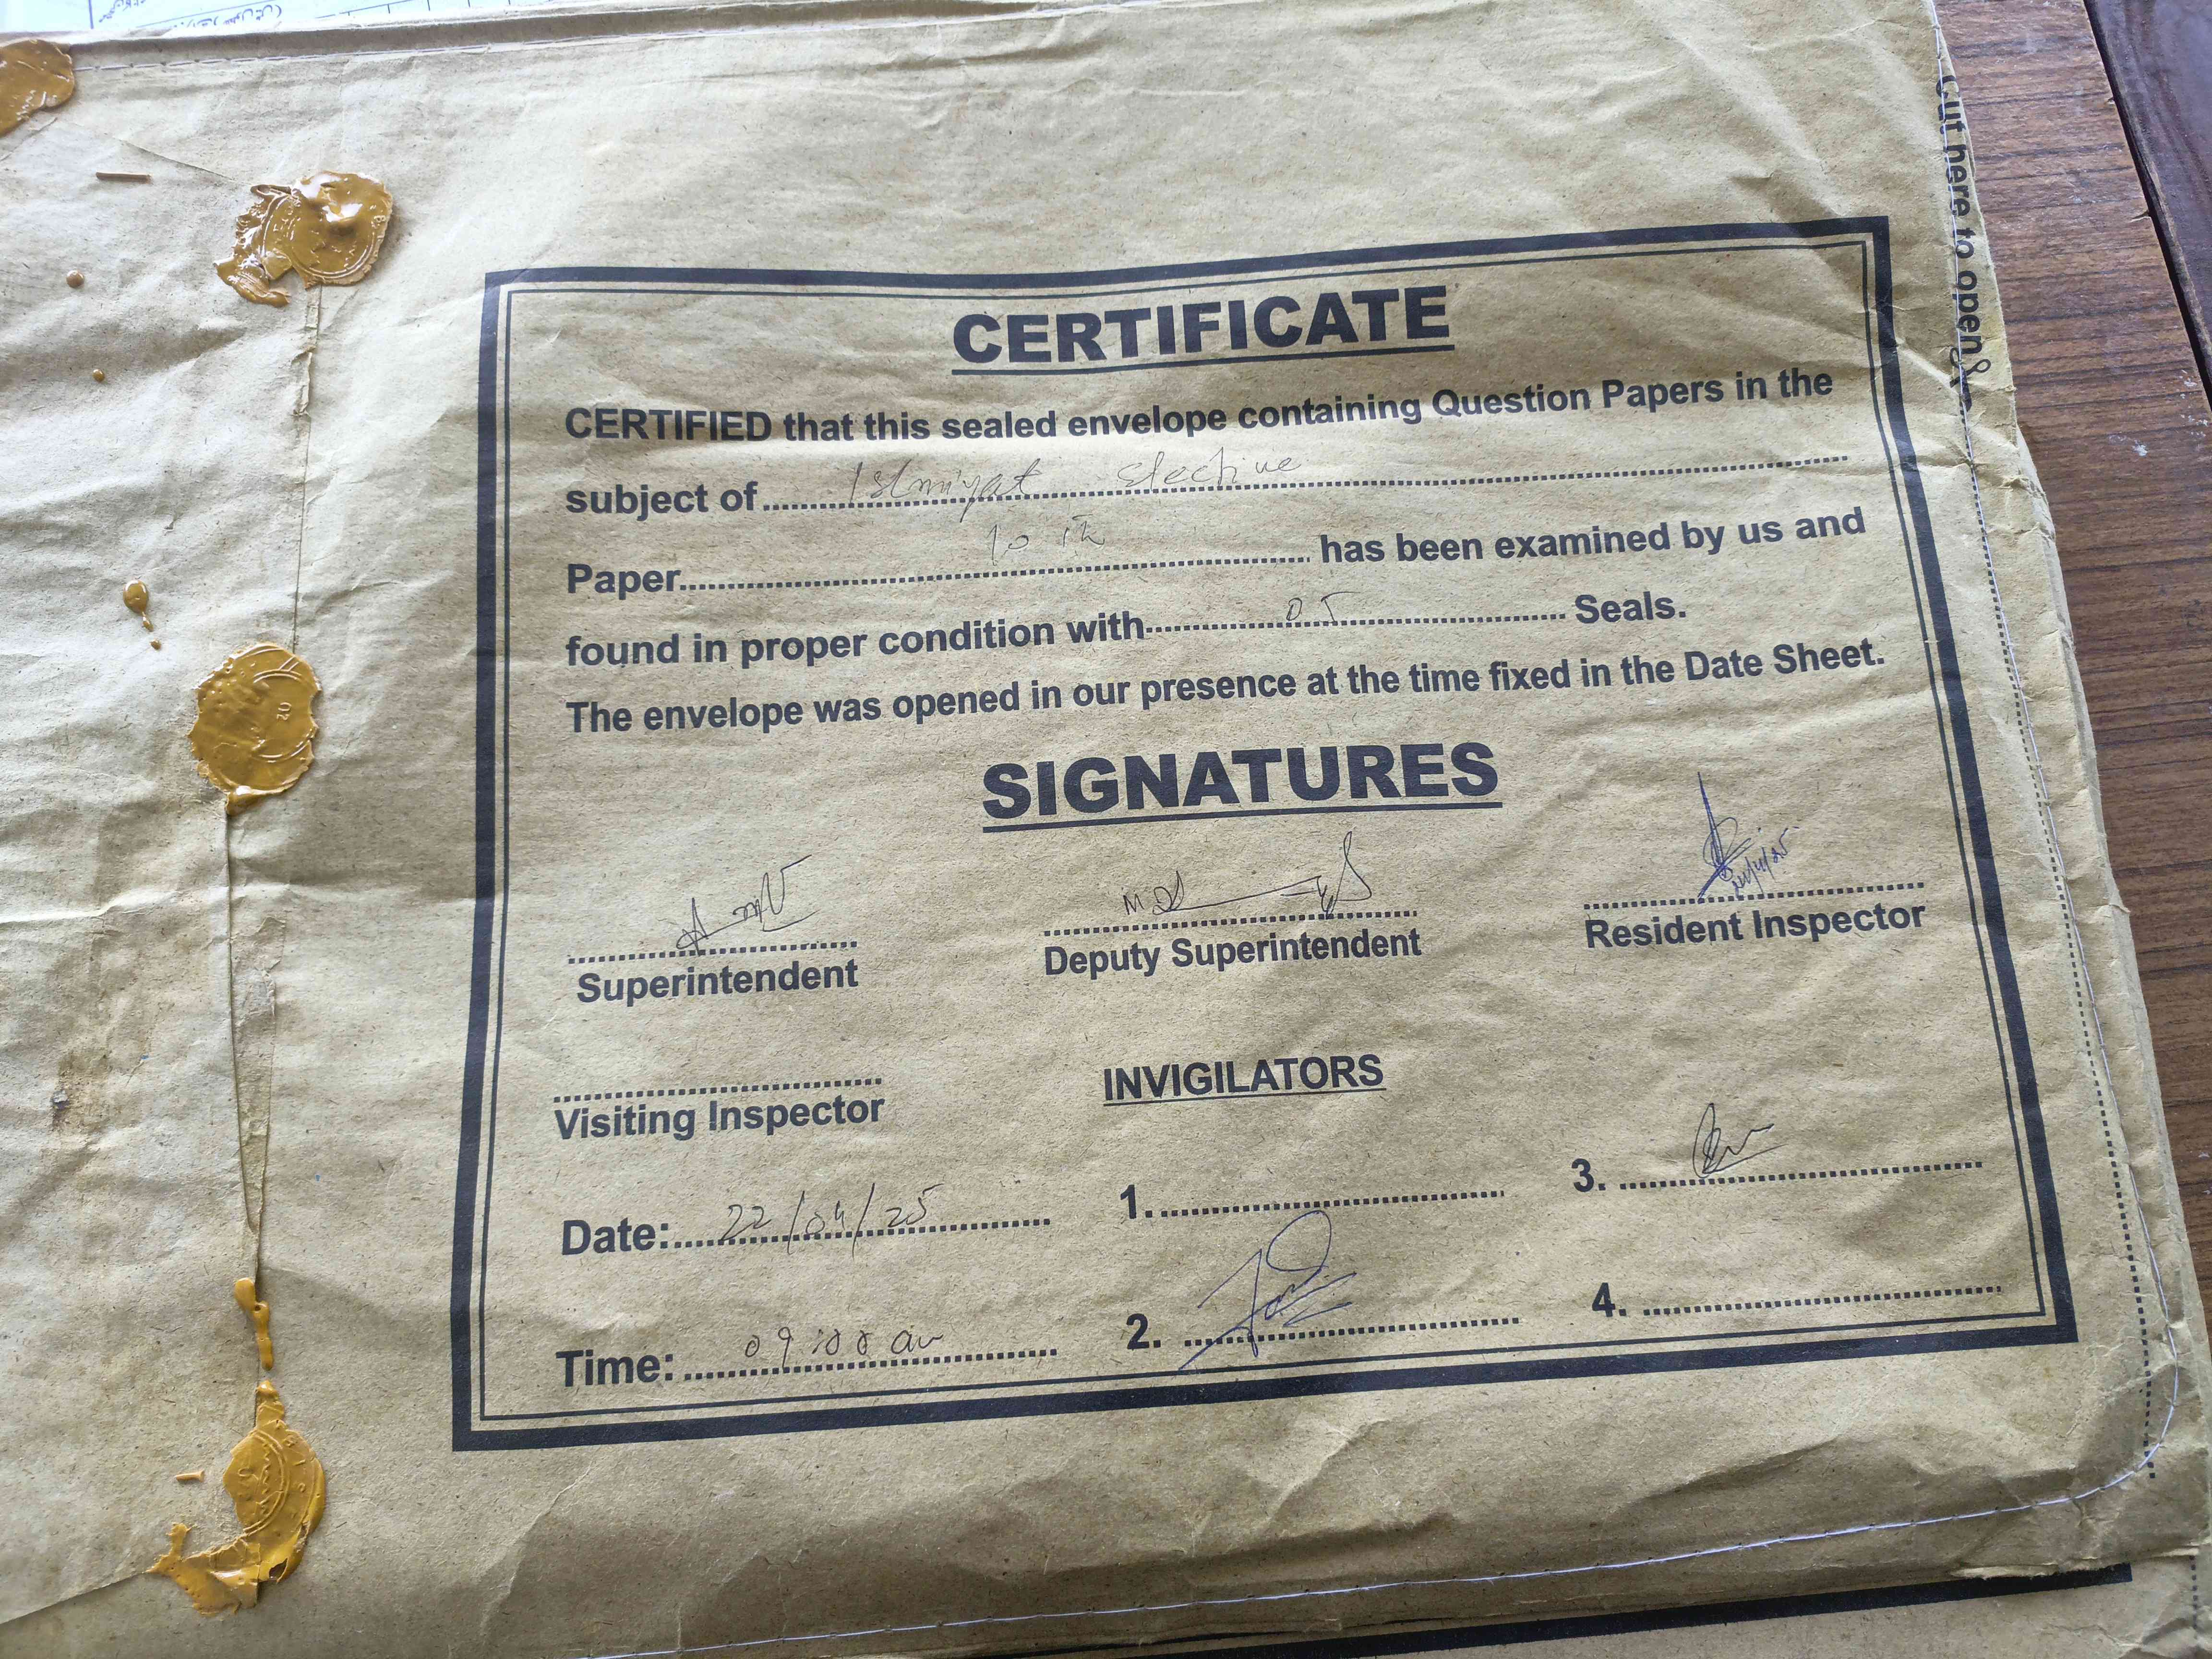 Cut here to open
CERTIFICATE
CERTIFIED that this sealed envelope containing Question Papers in the
subject of Islmiyat Elective
Paper 10th has been examined by us and
found in proper condition with 05 Seals.
The envelope was opened in our presence at the time fixed in the Date Sheet.
SIGNATURES
Superintendent Deputy Superintendent Resident Inspector
Visiting Inspector INVIGILATORS
Date: 22/04/25 1. 3.
Time: 09:00 am 2. 4.